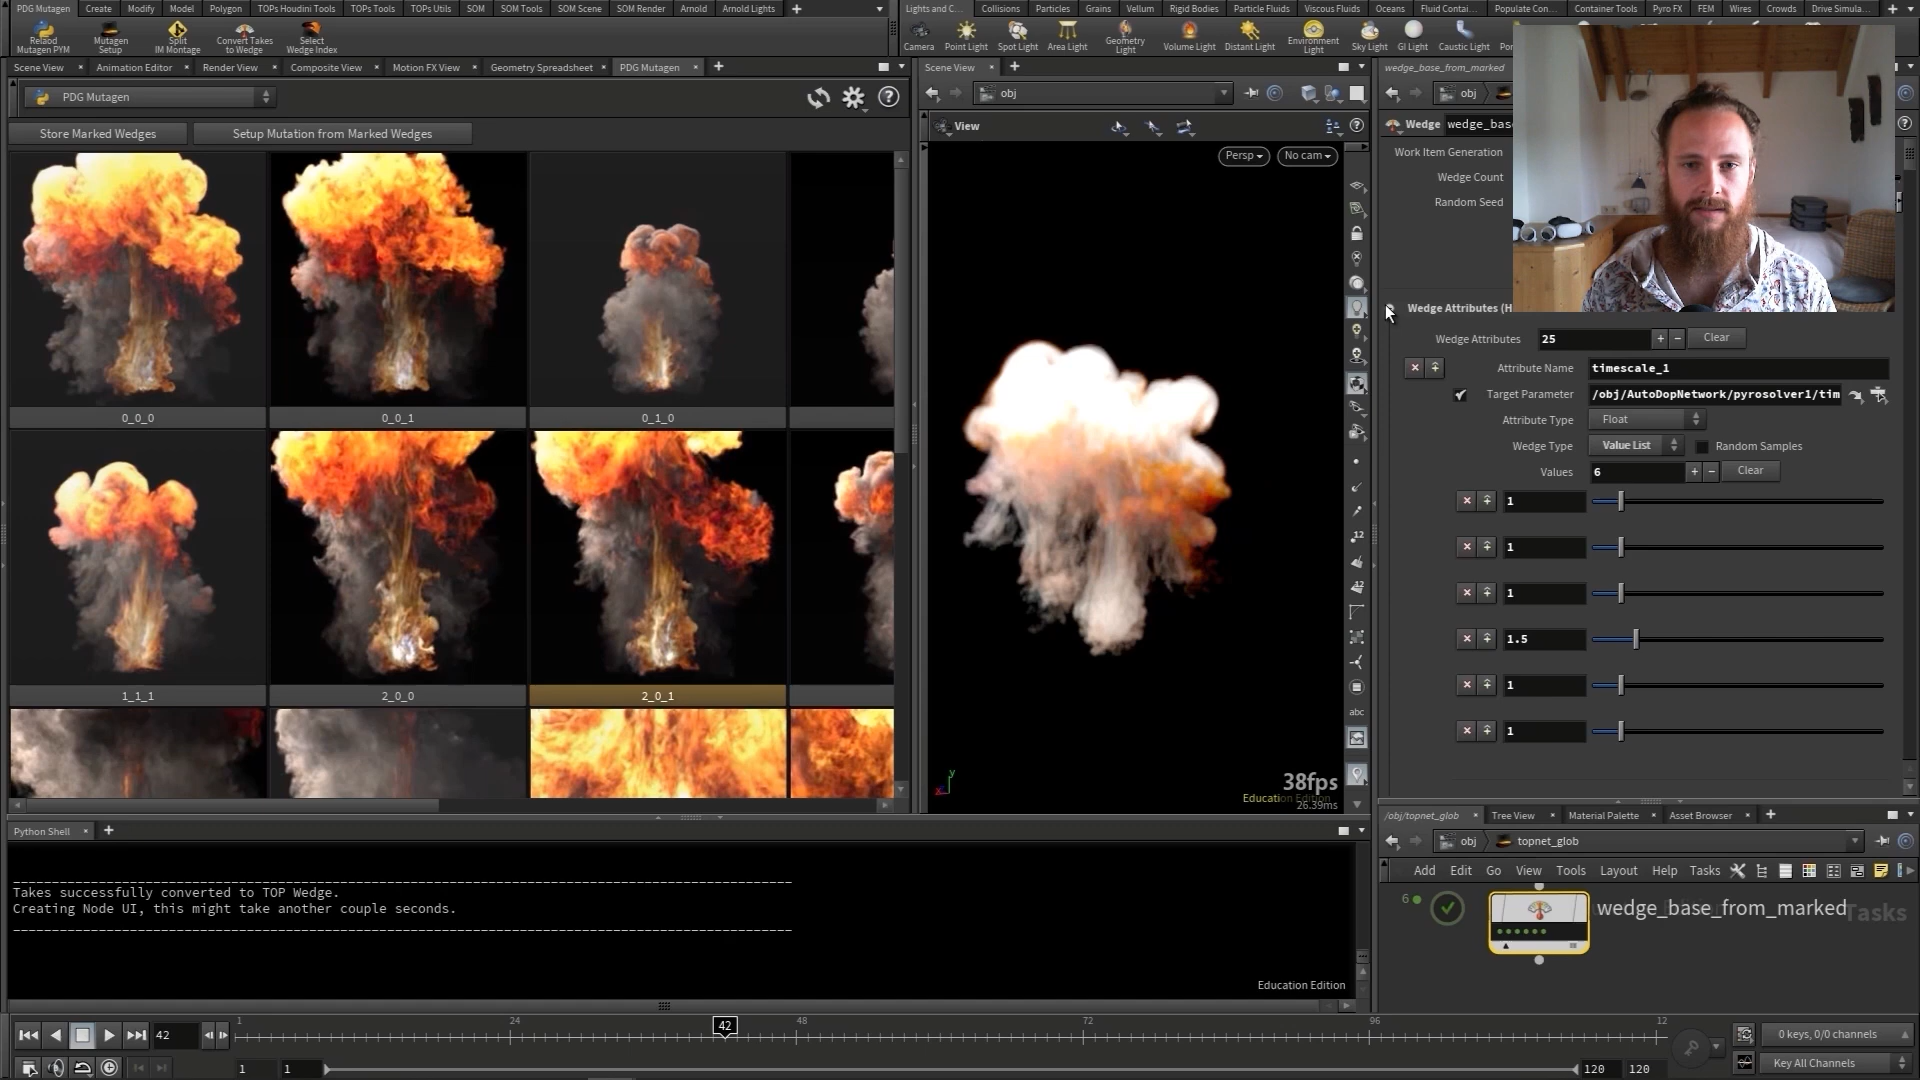 PDG Mutagen Create Modify Model Polygon TOPs Houdini Tools TOPs Tools TOPs Utils SOM SOM Tools SOM Scene SOM Render Arnold Arnold Lights
Lights and C... Collisions Particles Grains Vellum Rigid Bodies Particle Fluids Viscous Fluids Oceans Fluid Contai... Populate Con... Container Tools Pyro FX FEM Wires Crowds Drive Simula...
Relaod Mutagen PYM
Mutagen Setup
Split IM Montage
Convert Takes to Wedge
Select Wedge Index
Camera
Point Light
Spot Light
Area Light
Geometry Light
Volume Light
Distant Light
Environment Light
Sky Light
GI Light
Caustic Light
Scene View Animation Editor Render View Composite View Motion FX View Geometry Spreadsheet PDG Mutagen
PDG Mutagen
Store Marked Wedges
Setup Mutation from Marked Wedges
0_0_0
0_0_1
0_1_0
1_1_1
2_0_0
2_0_1
Scene View
obj
View
Persp
No cam
38fps
26.39ms
Education Edition
abc
wedge_base_from_marked
obj
Wedge wedge_bas
Work Item Generation
Wedge Count
Random Seed
Wedge Attributes (H
Wedge Attributes 25 Clear
Attribute Name timescale_1
Target Parameter /obj/AutoDopNetwork/pyrosolver1/tim
Attribute Type Float
Wedge Type Value List Random Samples
Values 6 Clear
1
1
1
1.5
1
1
Python Shell
Takes successfully converted to TOP Wedge.
Creating Node UI, this might take another couple seconds.
Education Edition
/obj/topnet_glob Tree View Material Palette Asset Browser
obj topnet_glob
Add Edit Go View Tools Layout Help Tasks
6
wedge_base_from_marked
Tasks
42
1 24 42 48 72 96 12
0 keys, 0/0 channels
1 1 120 120
Key All Channels